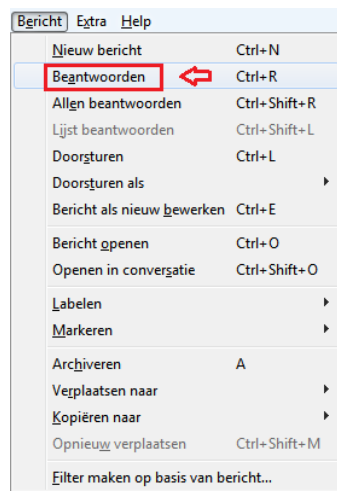 Bericht Extra Help
Nieuw bericht Ctrl+N
Beantwoorden Ctrl+R
Allen beantwoorden Ctrl+Shift+R
Lijst beantwoorden Ctrl+Shift+L
Doorsturen Ctrl+L
Doorsturen als
Bericht als nieuw bewerken Ctrl+E
Bericht openen Ctrl+O
Openen in conversatie Ctrl+Shift+O
Labelen
Markeren
Archiveren A
Verplaatsen naar
Kopiëren naar
Opnieuw verplaatsen Ctrl+Shift+M
Filter maken op basis van bericht...